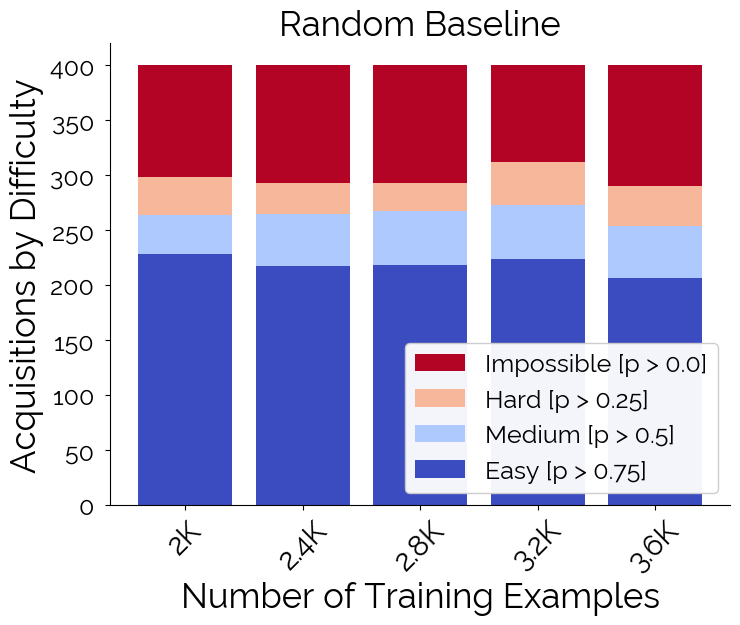 Random Baseline
Acquisitions by Difficulty
400
350
300
250
200
150
100
50
0
Impossible [p > 0.0]
Hard [p > 0.25]
Medium [p > 0.5]
Easy [p > 0.75]
2K
2.4K
2.8K
3.2K
3.6K
Number of Training Examples